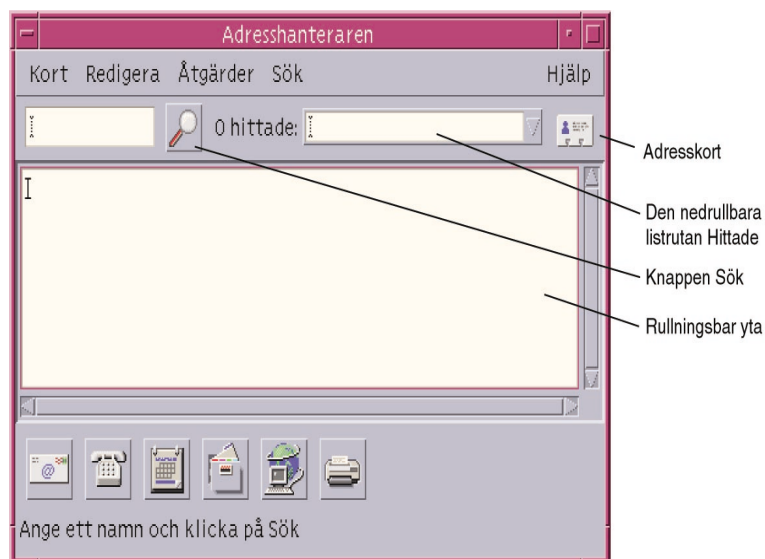 Adresshanteraren
Kort Redigera Åtgärder Sök Hjälp
0 hittade:
Adresskort
Den nedrullbara
listrutan Hittade
Knappen Sök
Rullningsbar yta
@
Ange ett namn och klicka på Sök